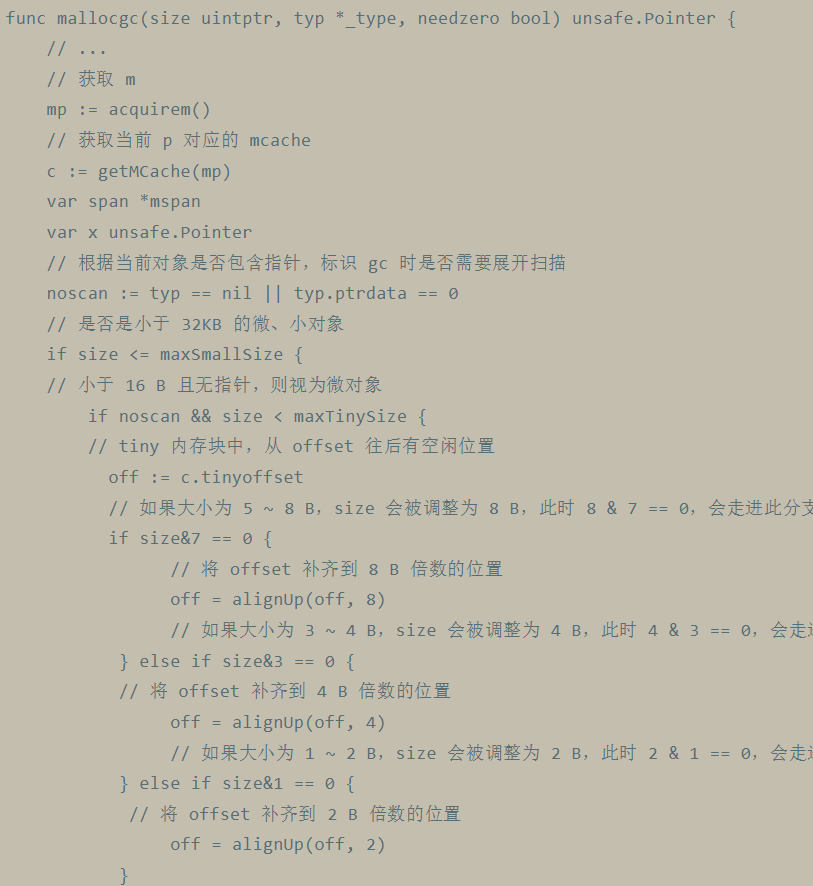 func mallocgc(size uintptr, typ *_type, needzero bool) unsafe.Pointer {
    // ...
    // 获取 m
    mp := acquirem()
    // 获取当前 p 对应的 mcache
    c := getMCache(mp)
    var span *mspan
    var x unsafe.Pointer
    // 根据当前对象是否包含指针，标识 gc 时是否需要展开扫描
    noscan := typ == nil || typ.ptrdata == 0
    // 是否是小于 32KB 的微、小对象
    if size <= maxSmallSize {
    // 小于 16 B 且无指针，则视为微对象
        if noscan && size < maxTinySize {
        // tiny 内存块中，从 offset 往后有空闲位置
          off := c.tinyoffset
          // 如果大小为 5 ~ 8 B，size 会被调整为 8 B，此时 8 & 7 == 0，会走进此分支
          if size&7 == 0 {
                // 将 offset 补齐到 8 B 倍数的位置
                off = alignUp(off, 8)
                // 如果大小为 3 ~ 4 B，size 会被调整为 4 B，此时 4 & 3 == 0，会走进
           } else if size&3 == 0 {
           // 将 offset 补齐到 4 B 倍数的位置
                off = alignUp(off, 4)
                // 如果大小为 1 ~ 2 B，size 会被调整为 2 B，此时 2 & 1 == 0，会走进
           } else if size&1 == 0 {
            // 将 offset 补齐到 2 B 倍数的位置
                off = alignUp(off, 2)
           }